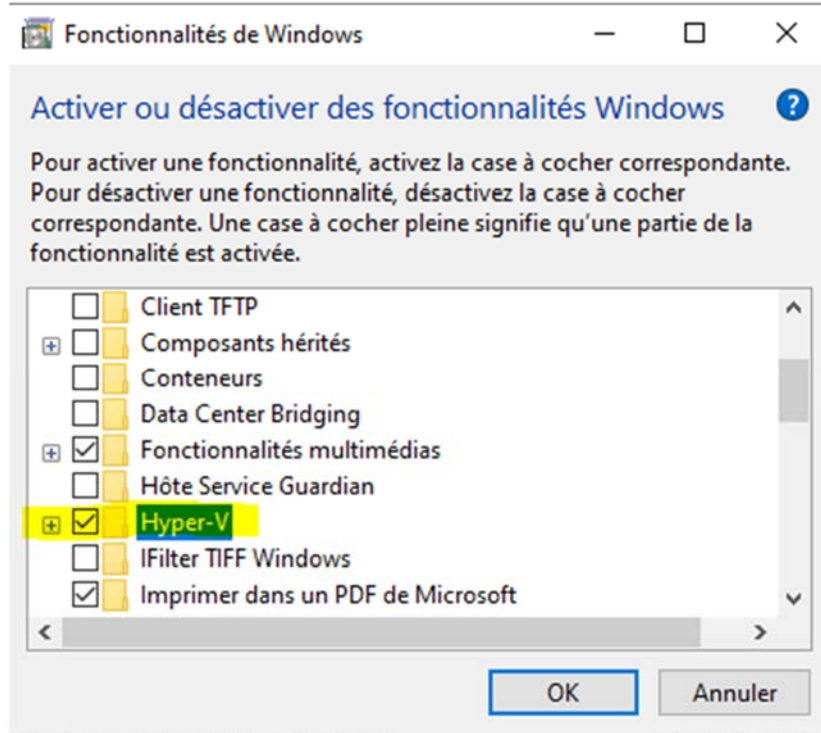 Fonctionnalités de Windows
Activer ou désactiver des fonctionnalités Windows
Pour activer une fonctionnalité, activez la case à cocher correspondante.
Pour désactiver une fonctionnalité, désactivez la case à cocher
correspondante. Une case à cocher pleine signifie qu'une partie de la
fonctionnalité est activée.
Client TFTP
Composants hérités
Conteneurs
Data Center Bridging
Fonctionnalités multimédias
Hôte Service Guardian
Hyper-V
IFilter TIFF Windows
Imprimer dans un PDF de Microsoft
OK Annuler